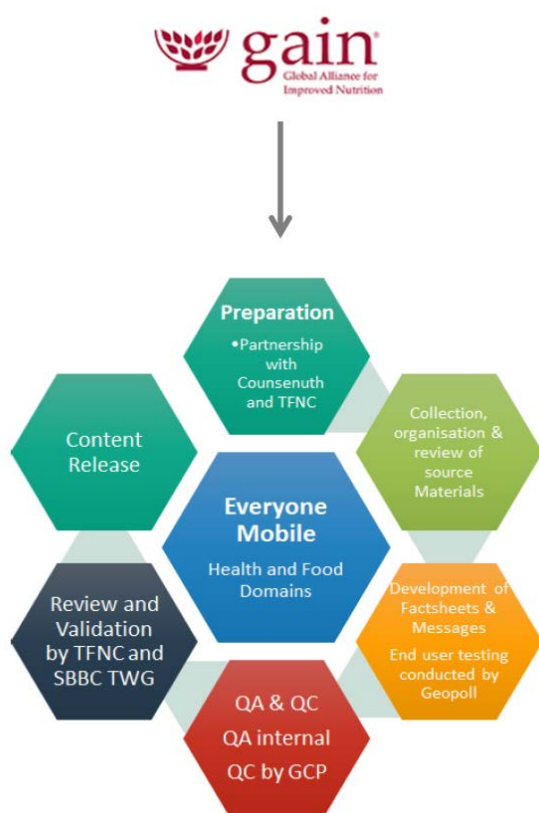 gain®
Global Alliance for
Improved Nutrition
Preparation
•Partnership
with
Counsenuth
and TFNC
Collection,
organisation &
review of
source
Materials
Development of
Factsheets &
Messages
End user testing
conducted by
Geopoll
QA & QC
QA internal
QC by GCP
Review and
Validation
by TFNC and
SBBC TWG
Content
Release
Everyone
Mobile
Health and Food
Domains